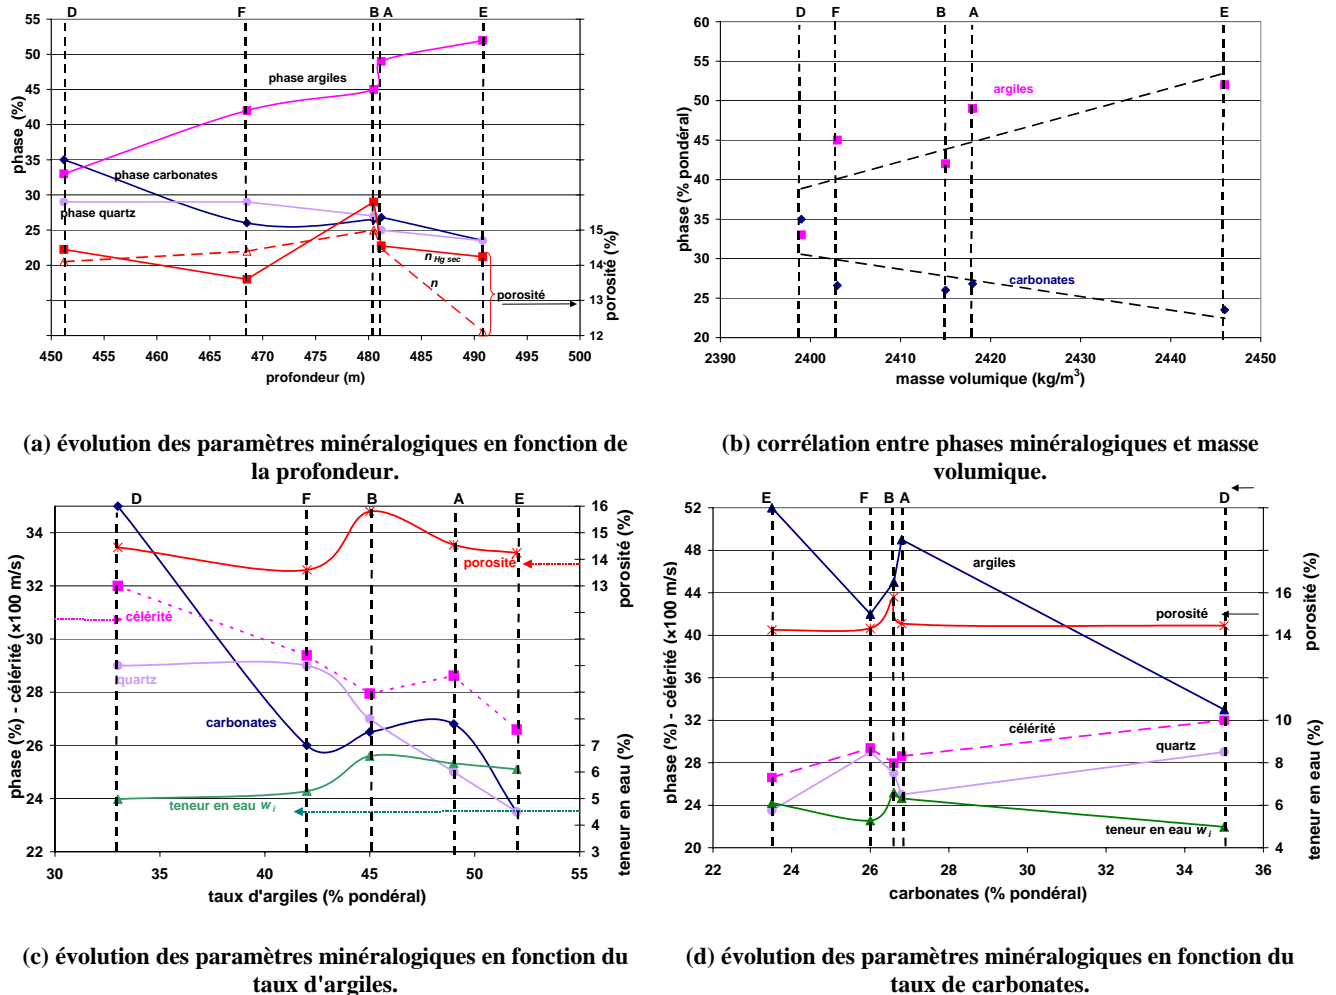 D F B A E
55
50
45
40
35
30
25
20
phase (%)
phase argiles
phase carbonates
phase quartz
n Hg sec
n
porosité
15
14
13
12
porosité (%)
450 455 460 465 470 475 480 485 490 495 500
profondeur (m)
D F B A E
60
55
50
45
40
35
30
25
20
phase (% pondéral)
argiles
carbonates
2390 2400 2410 2420 2430 2440 2450
masse volumique (kg/m³)
(a) évolution des paramètres minéralogiques en fonction de
la profondeur.
(b) corrélation entre phases minéralogiques et masse
volumique.
D F B A E
34
32
30
28
26
24
22
phase (%) - célérité (×100 m/s)
porosité
célérité
quartz
carbonates
teneur en eau w i
16
15
14
13
porosité (%)
7
6
5
4
3
teneur en eau (%)
30 35 40 45 50 55
taux d'argiles (% pondéral)
E F B A D
52
48
44
40
36
32
28
24
20
phase (%) - célérité (×100 m/s)
argiles
porosité
célérité
quartz
teneur en eau w i
16
14
porosité (%)
10
8
6
4
teneur en eau (%)
22 24 26 28 30 32 34 36
carbonates (% pondéral)
(c) évolution des paramètres minéralogiques en fonction du
taux d'argiles.
(d) évolution des paramètres minéralogiques en fonction du
taux de carbonates.